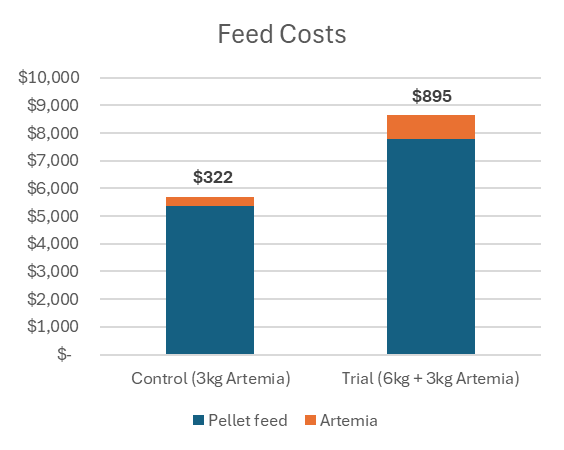 Feed Costs
$10,000
$9,000
$8,000
$7,000
$6,000
$5,000
$4,000
$3,000
$2,000
$1,000
$-
$322
$895
Control (3kg Artemia)
Trial (6kg + 3kg Artemia)
Pellet feed
Artemia